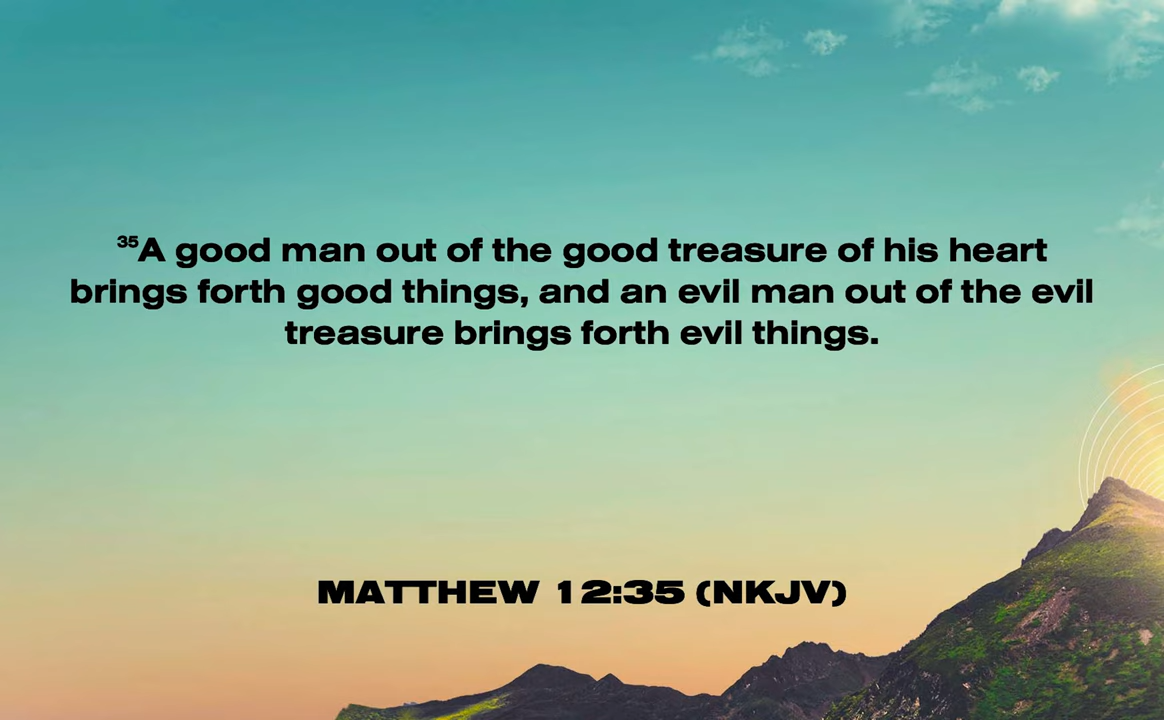 ³⁵A good man out of the good treasure of his heart
brings forth good things, and an evil man out of the evil
treasure brings forth evil things.
MATTHEW 12:35 (NKJV)